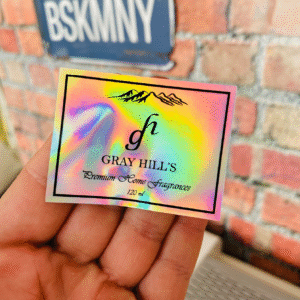 BSKMNY
gh
GRAY HILL'S
Premium Home Fragrances
120 ml